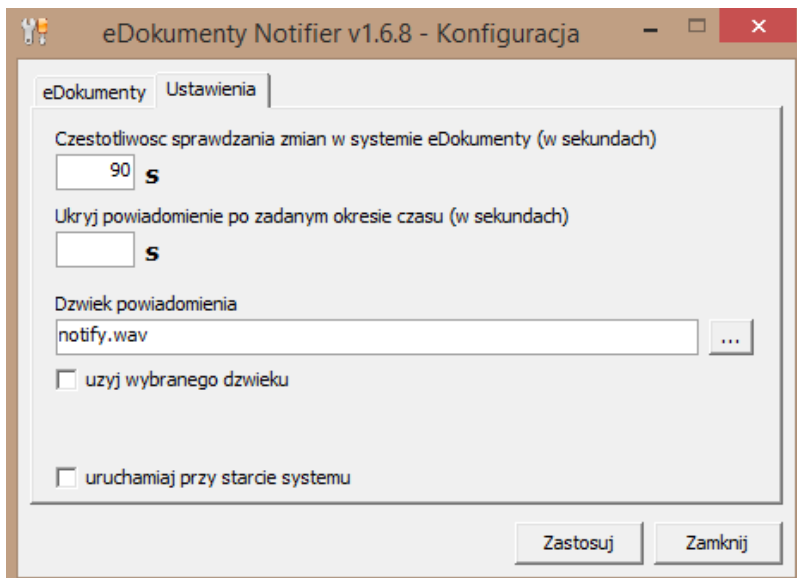 eDokumenty Notifier v1.6.8 - Konfiguracja
eDokumenty Ustawienia
Czestotliwosc sprawdzania zmian w systemie eDokumenty (w sekundach)
90 s
Ukryj powiadomienie po zadanym okresie czasu (w sekundach)
s
Dzwiek powiadomienia
notify.wav ...
uzyj wybranego dzwieku
uruchamiaj przy starcie systemu
Zastosuj Zamknij